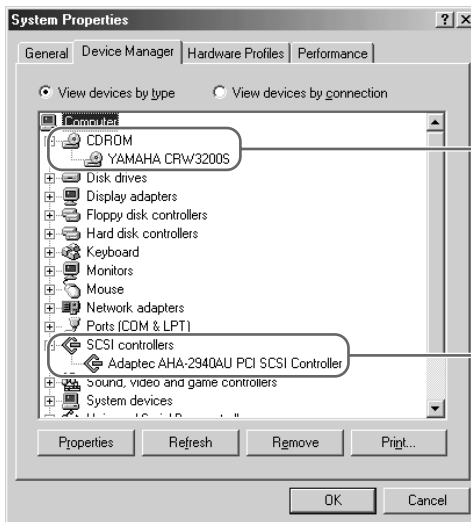 System Properties
General Device Manager Hardware Profiles Performance
View devices by type View devices by connection
Computer
CDROM
YAMAHA CRW3200S
Disk drives
Display adapters
Floppy disk controllers
Hard disk controllers
Keyboard
Monitors
Mouse
Network adapters
Ports (COM & LPT)
SCSI controllers
Adaptec AHA-2940AU PCI SCSI Controller
Sound, video and game controllers
System devices
Properties Refresh Remove Print...
OK Cancel